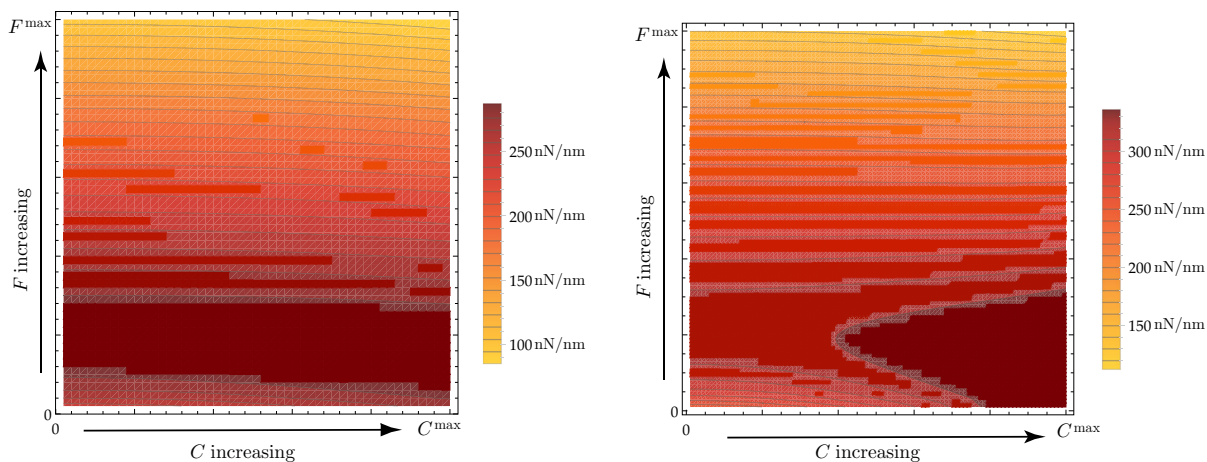 F^max
F increasing
0
0
C increasing
C^max
250 nN/nm
200 nN/nm
150 nN/nm
100 nN/nm
F^max
F increasing
0
0
C increasing
C^max
300 nN/nm
250 nN/nm
200 nN/nm
150 nN/nm